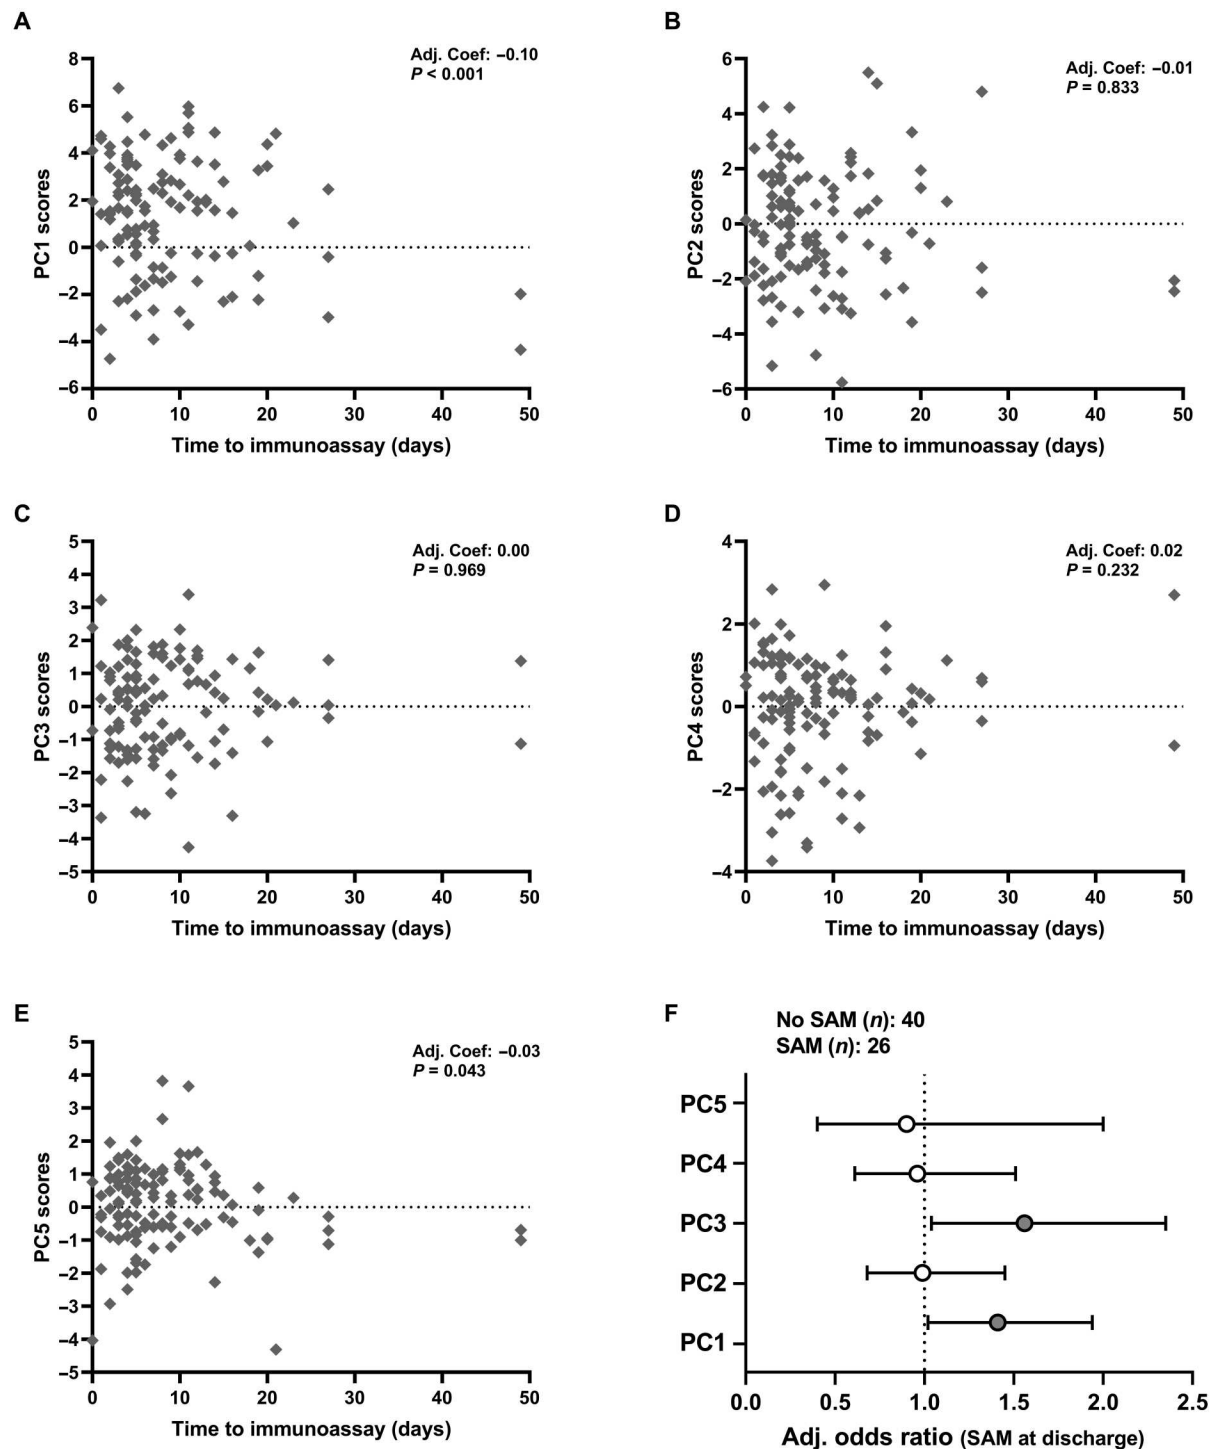 A
Adj. Coef: –0.10
P < 0.001
8
6
4
2
0
–2
–4
–6
PC1 scores
0 10 20 30 40 50
Time to immunoassay (days)
B
Adj. Coef: –0.01
P = 0.833
6
4
2
0
–2
–4
–6
PC2 scores
0 10 20 30 40 50
Time to immunoassay (days)
C
Adj. Coef: 0.00
P = 0.969
5
4
3
2
1
0
–1
–2
–3
–4
–5
PC3 scores
0 10 20 30 40 50
Time to immunoassay (days)
D
Adj. Coef: 0.02
P = 0.232
4
2
0
–2
–4
PC4 scores
0 10 20 30 40 50
Time to immunoassay (days)
E
Adj. Coef: –0.03
P = 0.043
5
4
3
2
1
0
–1
–2
–3
–4
–5
PC5 scores
0 10 20 30 40 50
Time to immunoassay (days)
F
No SAM (n): 40
SAM (n): 26
PC5
PC4
PC3
PC2
PC1
0.0 0.5 1.0 1.5 2.0 2.5
Adj. odds ratio (SAM at discharge)